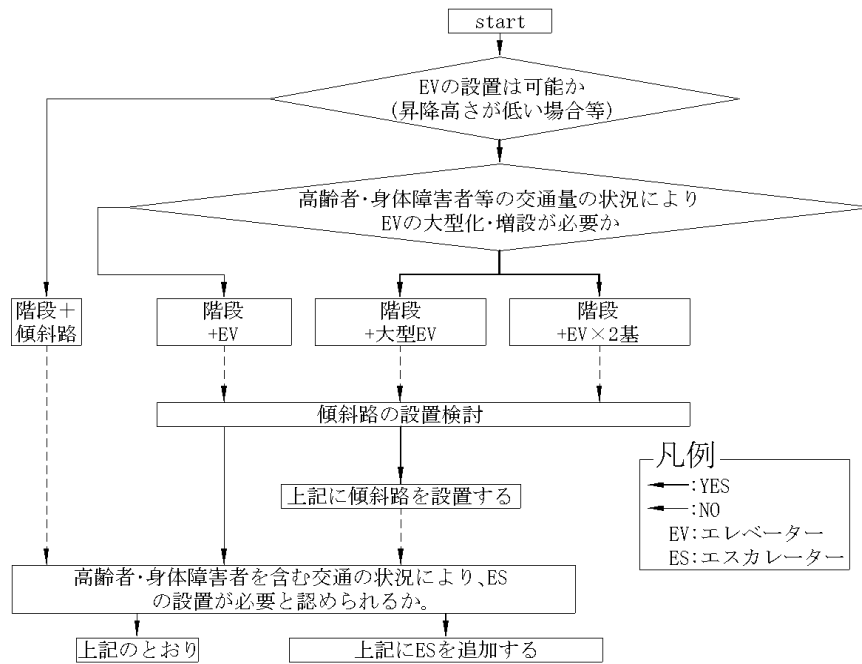 start
EVの設置は可能か
(昇降高さが低い場合等)
高齢者・身体障害者等の交通量の状況により
EVの大型化・増設が必要か
階段＋
傾斜路
階段
+EV
階段
+大型EV
階段
+EV×2基
傾斜路の設置検討
上記に傾斜路を設置する
凡例
:YES
:NO
EV:エレベーター
ES:エスカレーター
高齢者・身体障害者を含む交通の状況により、ES
の設置が必要と認められるか。
上記のとおり
上記にESを追加する